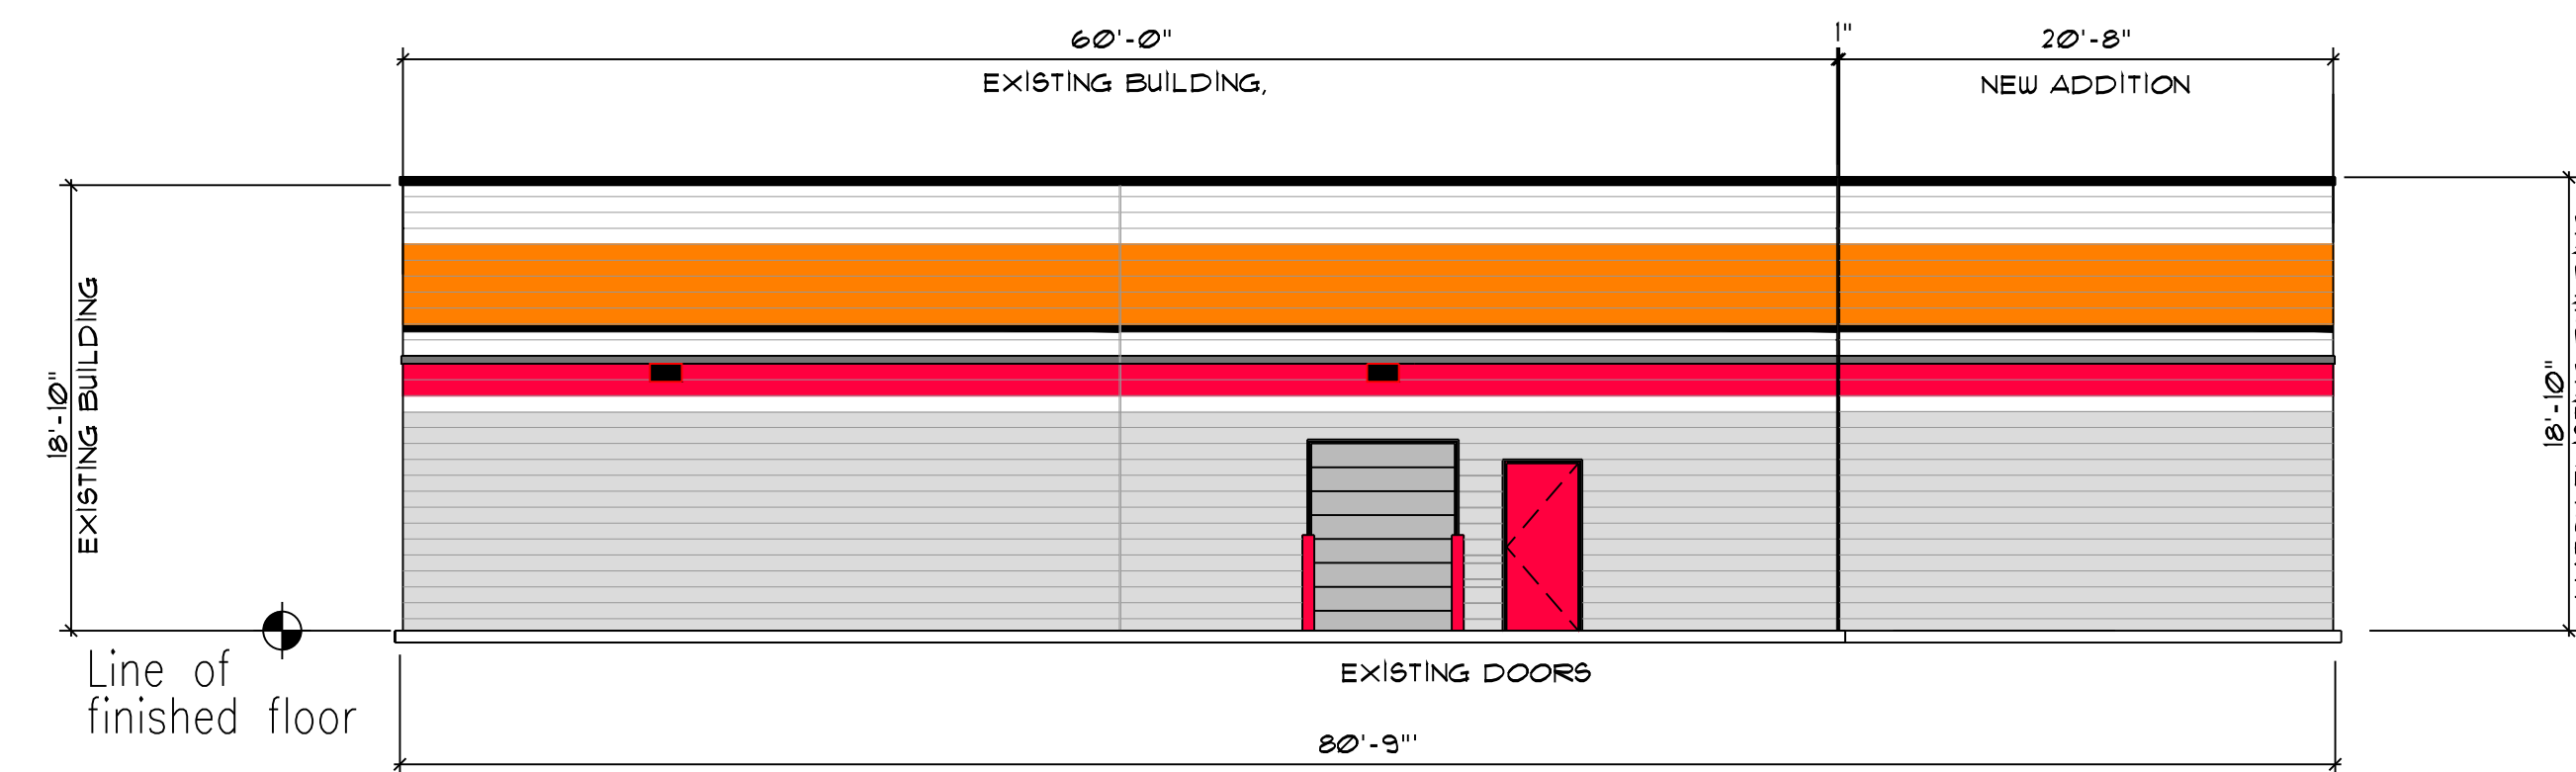 60'-0"
1"
20'-8"
EXISTING BUILDING,
NEW ADDITION
18'-10"
EXISTING BUILDING
18'-10"
Line of
finished floor
EXISTING DOORS
80'-9"'